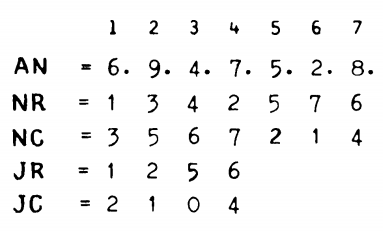 1 2 3 4 5 6 7
AN = 6. 9. 4. 7. 5. 2. 8.
NR = 1 3 4 2 5 7 6
NC = 3 5 6 7 2 1 4
JR = 1 2 5 6
JC = 2 1 0 4